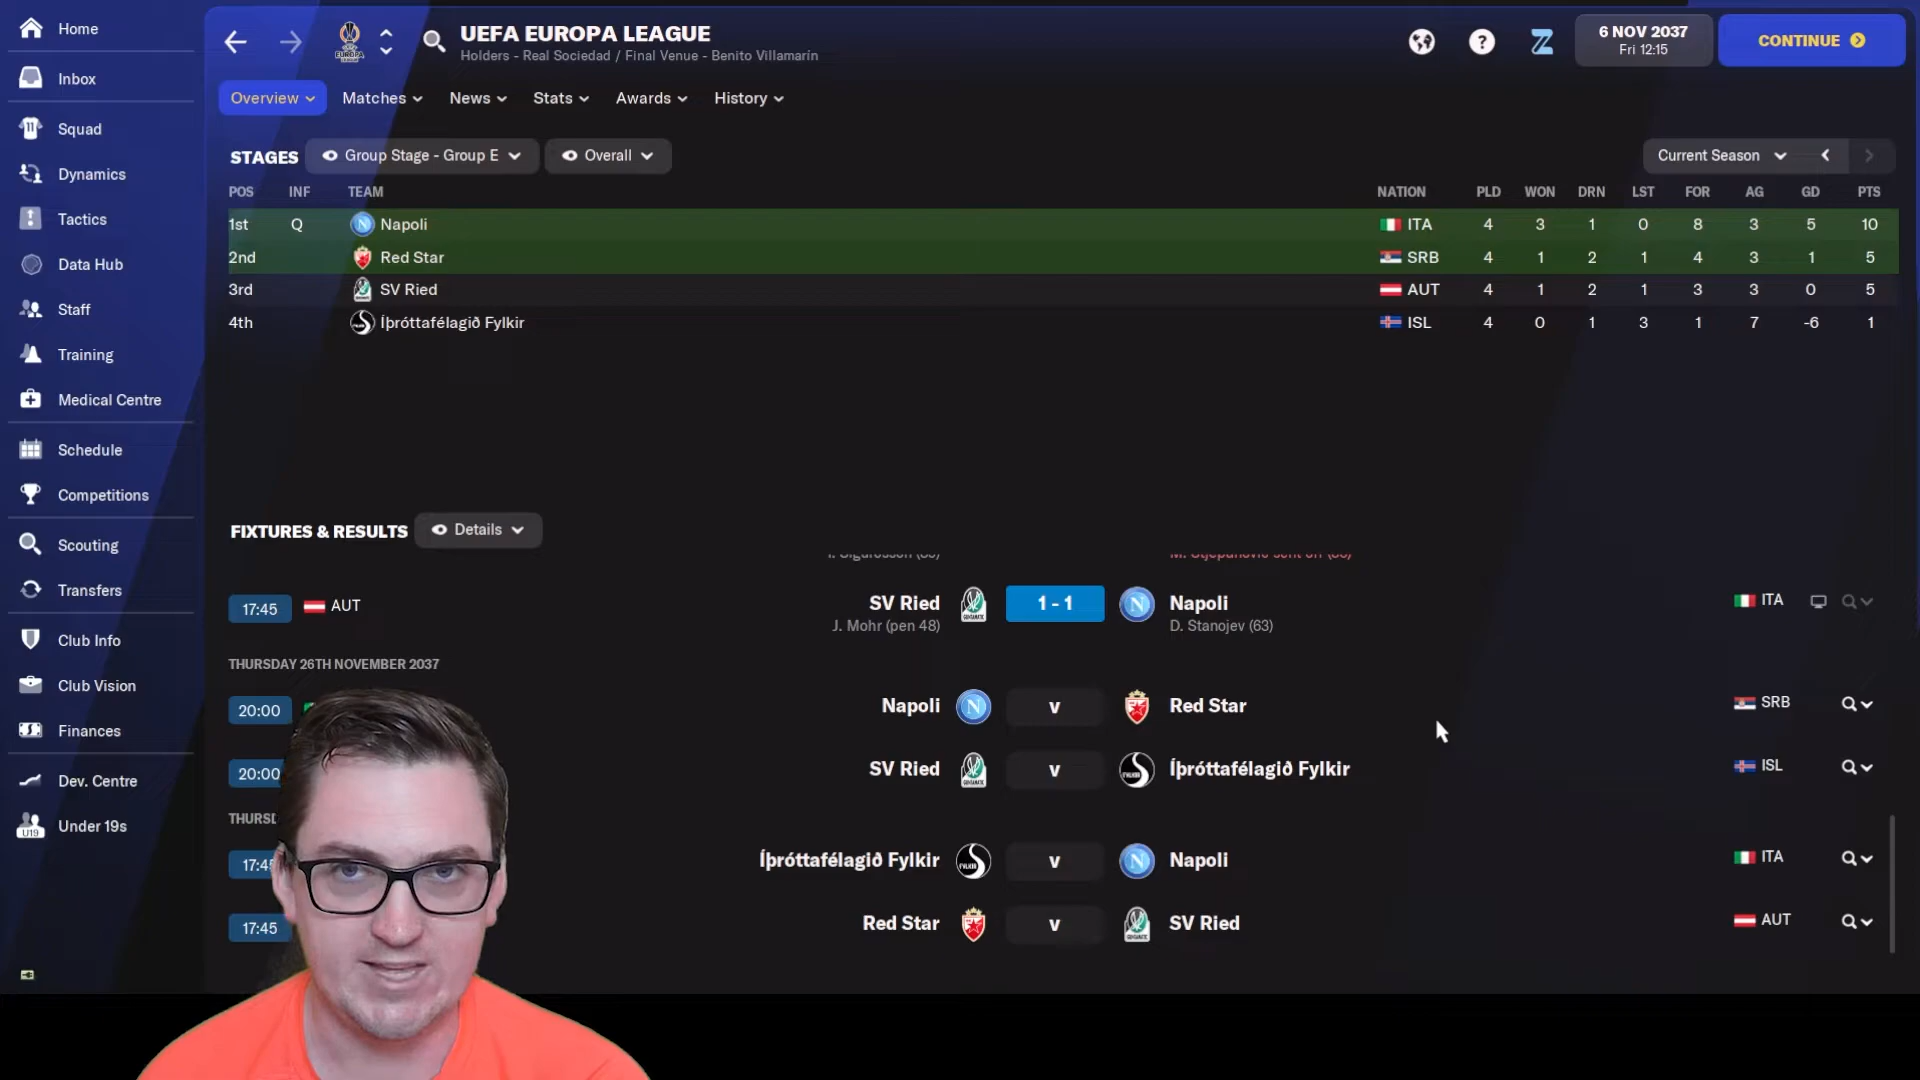 Home
Inbox
Squad
Dynamics
Tactics
Data Hub
Staff
Training
Medical Centre
Schedule
Competitions
Scouting
Transfers
Club Info
Club Vision
Finances
Dev. Centre
U19 Under 19s
UEFA EUROPA LEAGUE
Holders - Real Sociedad / Final Venue - Benito Villamarín
6 NOV 2037
Fri 12:15
CONTINUE
Overview Matches News Stats Awards History
STAGES Group Stage - Group E Overall Current Season
POS INF TEAM NATION PLD WON DRN LST FOR AG GD PTS
1st Q Napoli ITA 4 3 1 0 8 3 5 10
2nd Red Star SRB 4 1 2 1 4 3 1 5
3rd SV Ried AUT 4 1 2 1 3 3 0 5
4th Íþróttafélagið Fylkir ISL 4 0 1 3 1 7 -6 1
FIXTURES & RESULTS Details
17:45 AUT SV Ried 1 - 1 Napoli ITA
J. Mohr (pen 48) D. Stanojev (63)
THURSDAY 26TH NOVEMBER 2037
20:00 Napoli v Red Star SRB
20:00 SV Ried v Íþróttafélagið Fylkir ISL
17:45 Íþróttafélagið Fylkir v Napoli ITA
17:45 Red Star v SV Ried AUT